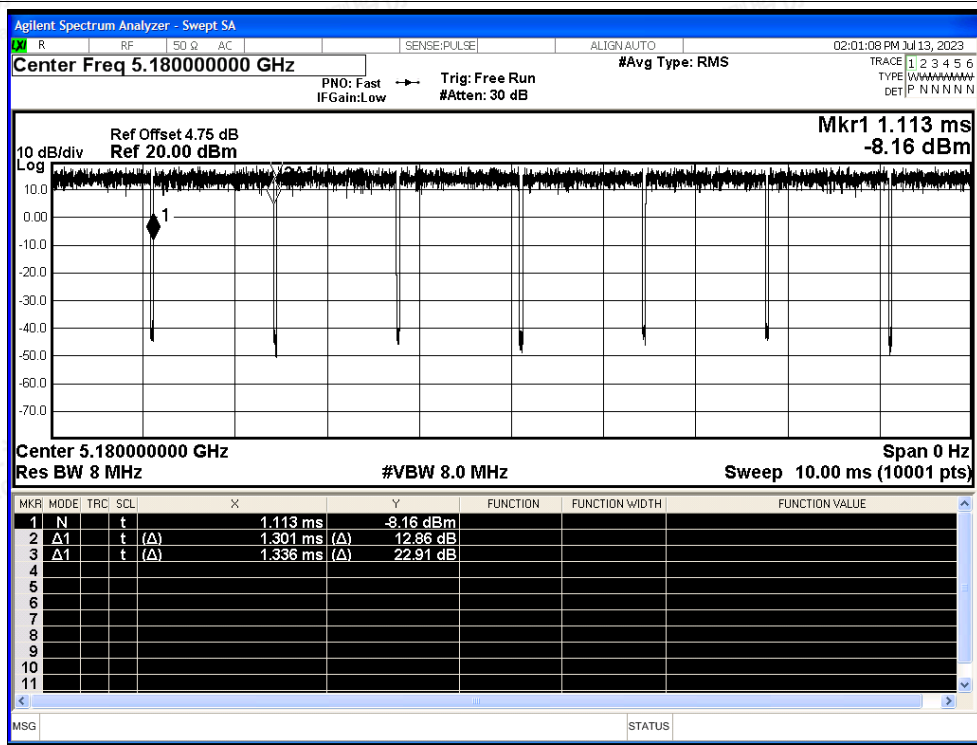 Agilent Spectrum Analyzer - Swept SA
LXI R RF 50 Ω AC SENSE:PULSE ALIGN AUTO 02:01:08 PM Jul 13, 2023
Center Freq 5.180000000 GHz
PNO: Fast
IFGain:Low
Trig: Free Run
#Atten: 30 dB
#Avg Type: RMS
TRACE 1 2 3 4 5 6
TYPE
DET P N N N N N
Ref Offset 4.75 dB
10 dB/div Ref 20.00 dBm
Log
Mkr1 1.113 ms
-8.16 dBm
10.0
0.00
-10.0
-20.0
-30.0
-40.0
-50.0
-60.0
-70.0
1
Center 5.180000000 GHz Span 0 Hz
Res BW 8 MHz #VBW 8.0 MHz Sweep 10.00 ms (10001 pts)
MKR MODE TRC SCL X Y FUNCTION FUNCTION WIDTH FUNCTION VALUE
1 N t 1.113 ms -8.16 dBm
2 Δ1 t (Δ) 1.301 ms (Δ) 12.86 dB
3 Δ1 t (Δ) 1.336 ms (Δ) 22.91 dB
4
5
6
7
8
9
10
11
MSG STATUS